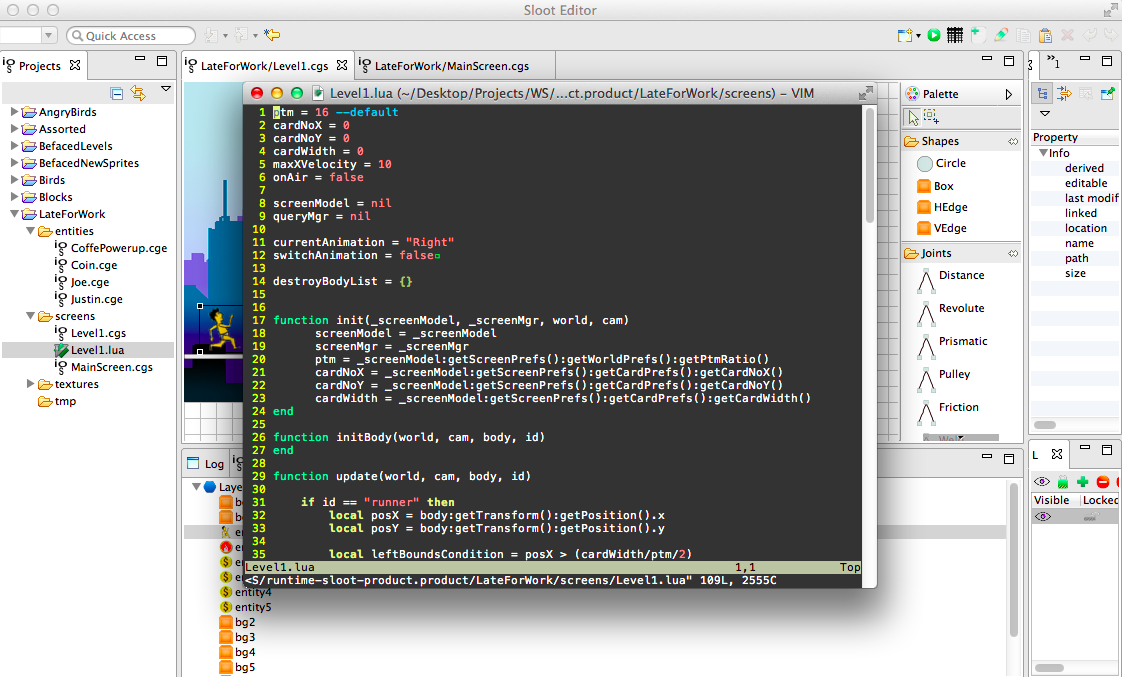 Sloot Editor
Quick Access
Projects
LateForWork/Level1.cgs
LateForWork/MainScreen.cgs
»1
AngryBirds
Assorted
BefacedLevels
BefacedNewSprites
Birds
Blocks
LateForWork
entities
CoffePowerup.cge
Coin.cge
Joe.cge
Justin.cge
screens
Level1.cgs
Level1.lua
MainScreen.cgs
textures
tmp
Level1.lua (~/Desktop/Projects/WS/...ct.product/LateForWork/screens) - VIM
1 ptm = 16 --default
2 cardNoX = 0
3 cardNoY = 0
4 cardWidth = 0
5 maxXVelocity = 10
6 onAir = false
7
8 screenModel = nil
9 queryMgr = nil
10
11 currentAnimation = "Right"
12 switchAnimation = false
13
14 destroyBodyList = {}
15
16
17 function init(_screenModel, _screenMgr, world, cam)
18 screenModel = _screenModel
19 screenMgr = _screenMgr
20 ptm = _screenModel:getScreenPrefs():getWorldPrefs():getPtmRatio()
21 cardNoX = _screenModel:getScreenPrefs():getCardPrefs():getCardNoX()
22 cardNoY = _screenModel:getScreenPrefs():getCardPrefs():getCardNoY()
23 cardWidth = _screenModel:getScreenPrefs():getCardPrefs():getCardWidth()
24 end
25
26 function initBody(world, cam, body, id)
27 end
28
29 function update(world, cam, body, id)
30
31 if id == "runner" then
32 local posX = body:getTransform():getPosition().x
33 local posY = body:getTransform():getPosition().y
34
35 local leftBoundsCondition = posX > (cardWidth/ptm/2)
Level1.lua 1,1 Top
<S/runtime-sloot-product.product/LateForWork/screens/Level1.lua" 109L, 2555C
Palette
Shapes
Circle
Box
HEdge
VEdge
Joints
Distance
Revolute
Prismatic
Pulley
Friction
Property
Info
derived
editable
last modif
linked
location
name
path
size
Log
Laye
entity4
entity5
bg2
bg3
bg4
bg5
L
Visible Locked